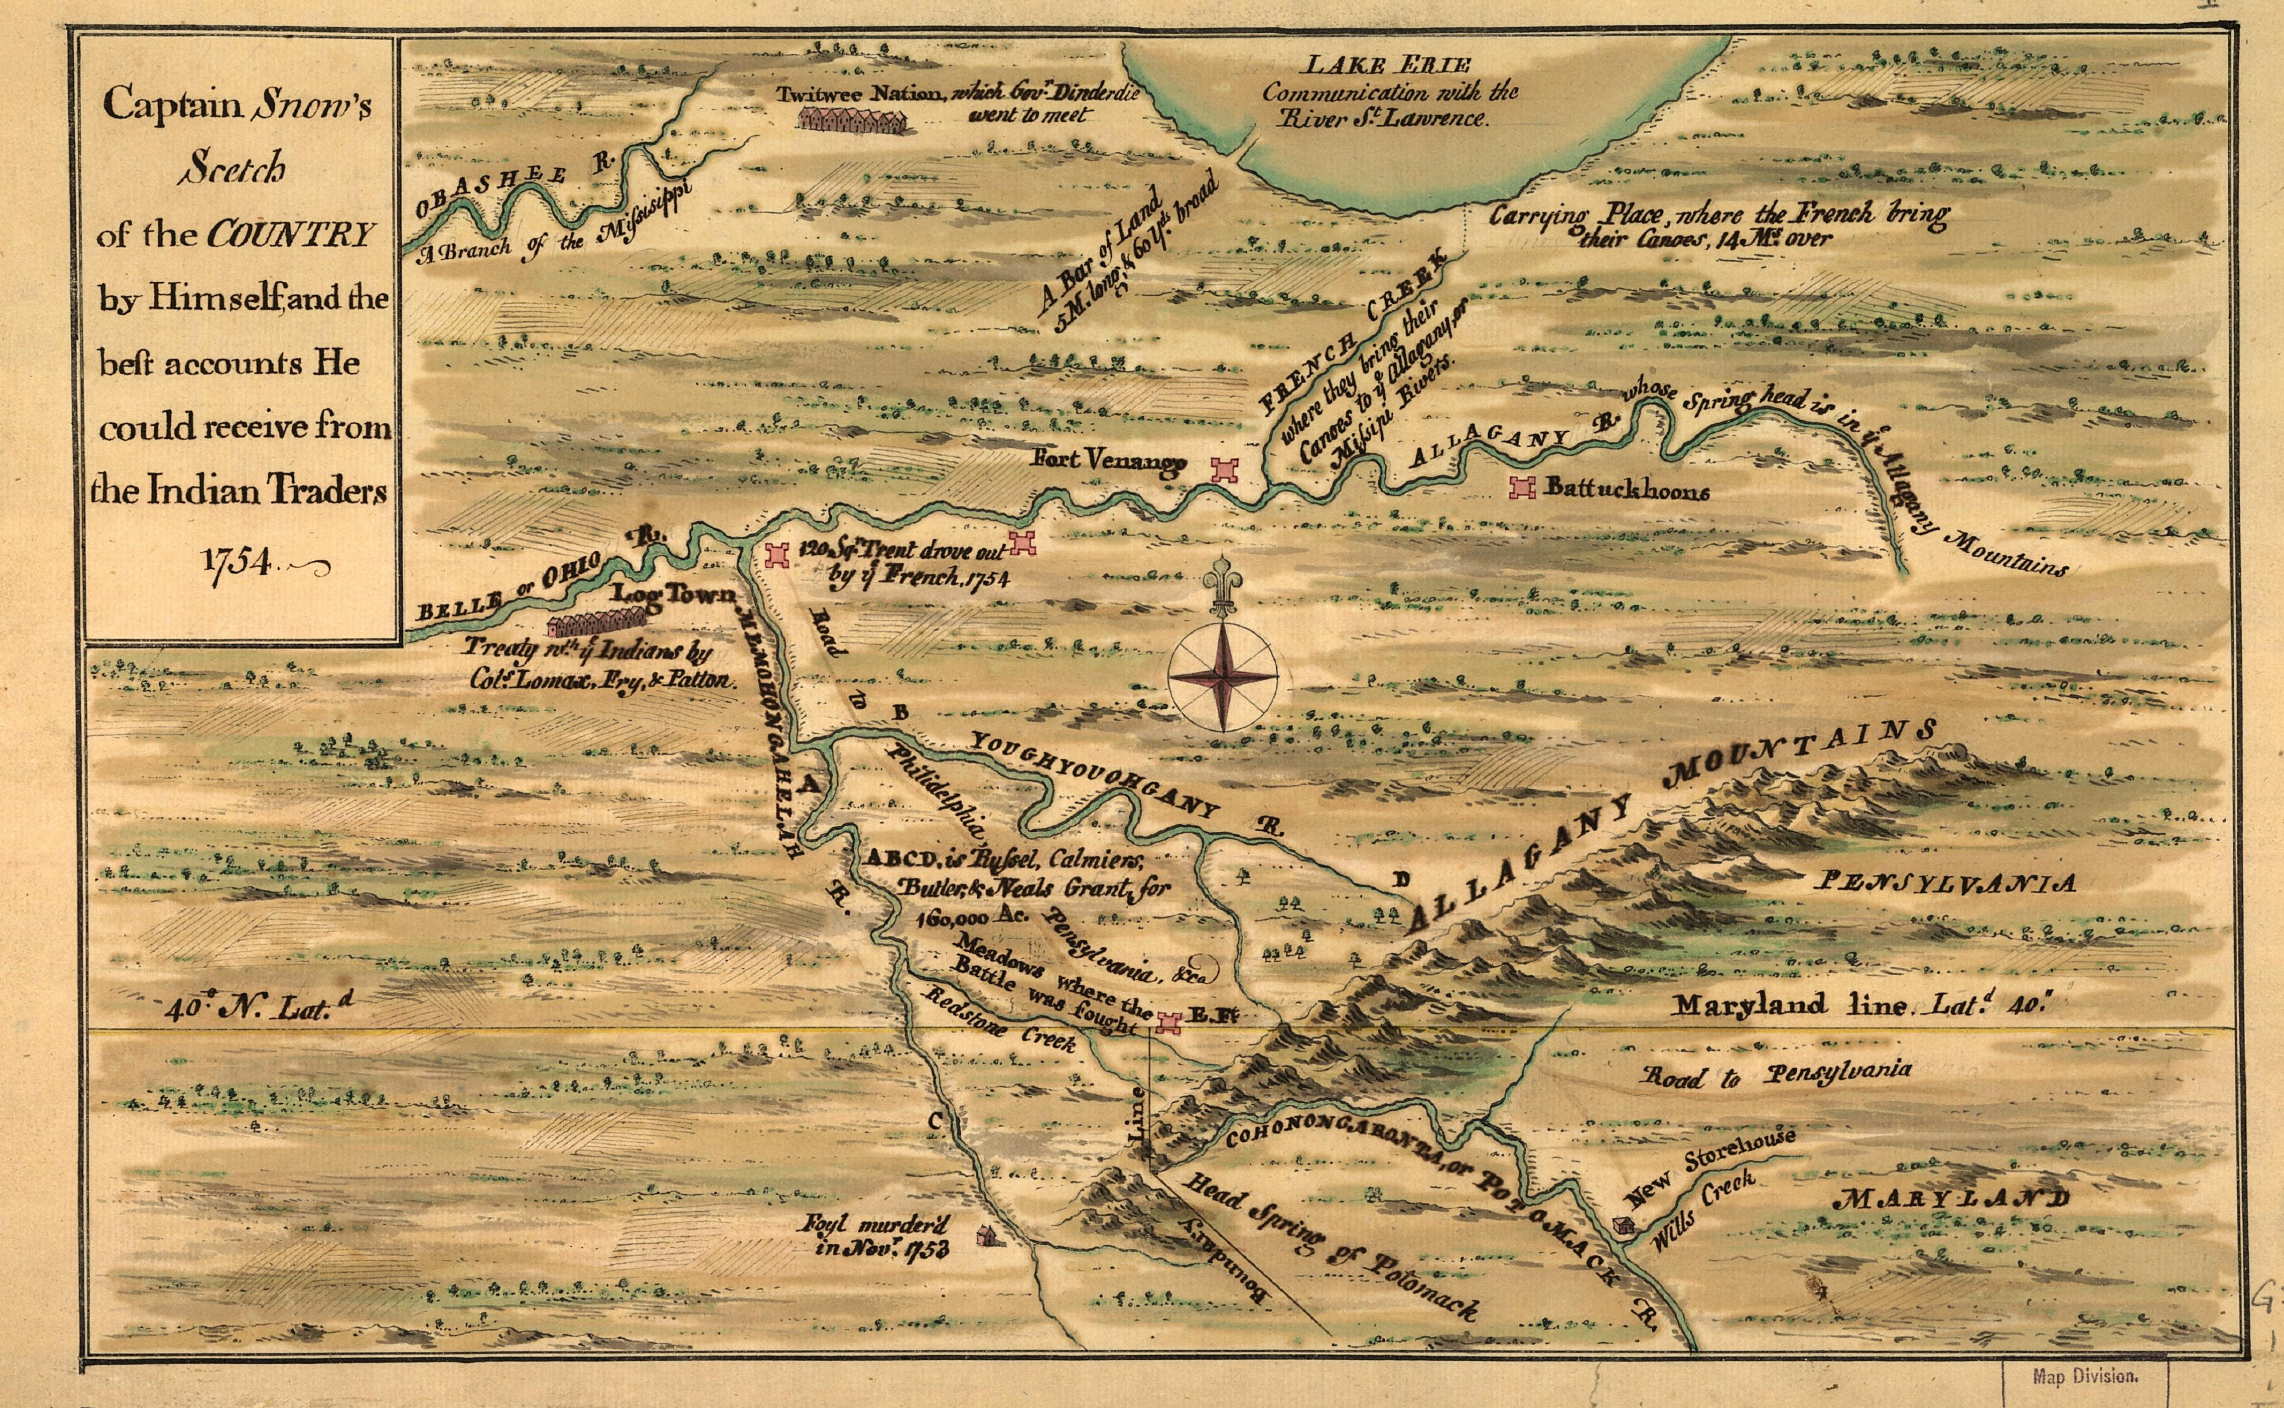 Captain Snow's
Scetch
of the COUNTRY
by Himself, and the
best accounts He
could receive from
the Indian Traders
1754.
OBASHEE R.
A Branch of the Missisippi
Twitwee Nation, which Govr. Dinderdie
went to meet
LAKE ERIE
Communication with the
River St. Lawrence.
A Bar of Land
5 M. long, & 60 Yds. broad
Carrying Place, where the French bring
their Canoes, 14 Ms. over
FRENCH CREEK
where they bring their
Canoes to ye Allagany, or
Missipi Rivers.
ALLAGANY R. whose Spring head is in ye Allagany Mountains
Fort Venango
Battuckhoons
BELLE or OHIO R.
Log Town
Treaty wth. ye Indians by
Cols. Lomax, Fry, & Patton.
120 Sqr. Trent drove out
by ye French, 1754
MEMOHONGAHELAH R.
Road to Philidelphia, Pensylvania, &ca
A
B
YOUGHYOUOHGANY R.
D
ABCD, is Russel, Calmiers,
Butler, & Neals Grant, for
160,000 Ac.
Meadows where the
Battle was fought
E. Ft
Redstone Creek
ALLAGANY MOUNTAINS
PENSYLVANIA
40° N. Lat.d
Maryland line. Lat.d 40."
Road to Pensylvania
Line
C
COHONONGARONTA, or POTOMACK R.
New Storehouse
Wills Creek
MARYLAND
Head Spring of Potomack
Boundary
Foyl murder'd
in Novr. 1753
Map Division.